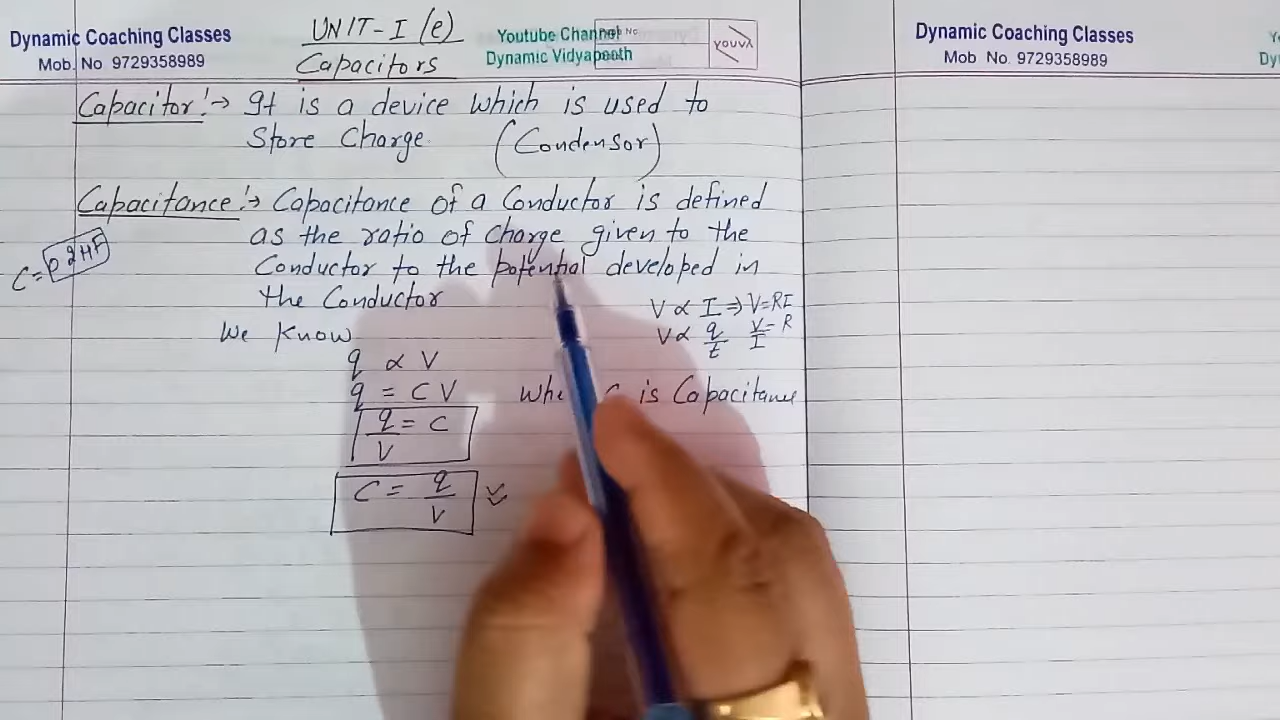 Dynamic Coaching Classes
Mob. No. 9729358989
UNIT-I (e)
Capacitors
Youtube Channel
Dynamic Vidyapeeth
YOUVA
Capacitor:→ It is a device which is used to
Store Charge. (Condensor)
Capacitance:→ Capacitance of a Conductor is defined
as the ratio of charge given to the
Conductor to the potential developed in
the Conductor
C =
V ∝ I ⇒ V=RI
V ∝ q/t V/I = R
We Know
q ∝ V
q = C V is Capacitance
q/V = C
C = q/V
Dynamic Coaching Classes
Mob No. 9729358989